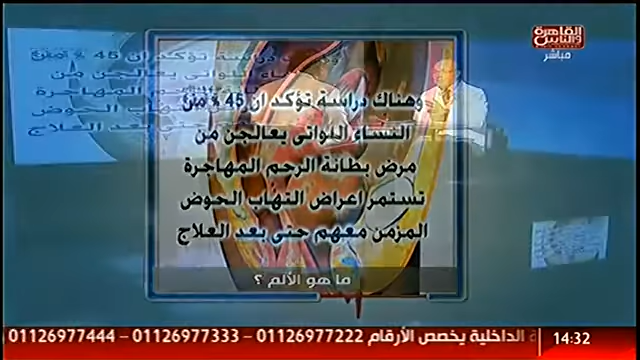 القاهرة
والناس
مباشر
وهناك دراسة تؤكد ان 45 % من
النساء اللواتى يعالجن من
مرض بطانة الرحم المهاجرة
تستمر اعراض التهاب الحوض
المزمن معهم حتى بعد العلاج
ما هو الألم ؟
الداخلية يخصص الأرقام 01126977222 - 01126977333 - 01126977444
14:32